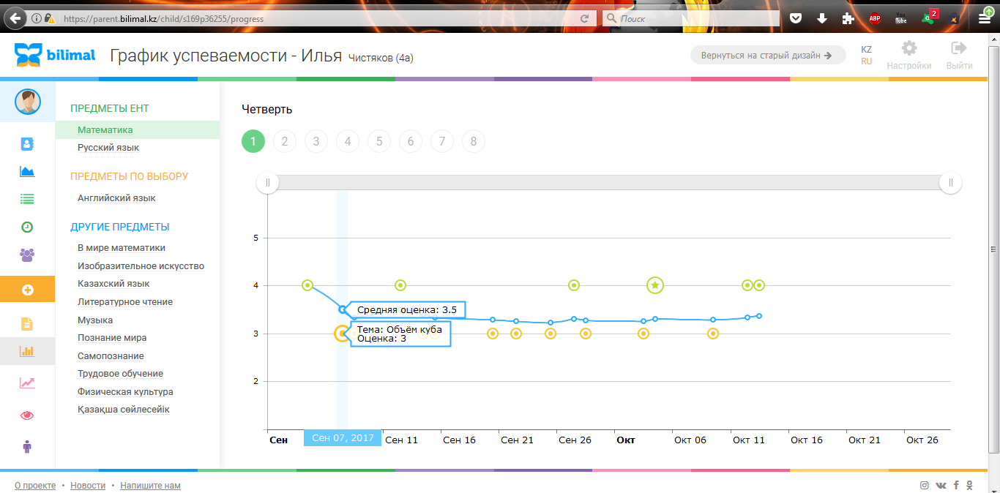 https://parent.bilimal.kz/child/s169p36255/progress
Поиск
ABP
You Tube
2
bilimal
График успеваемости - Илья Чистяков (4а)
Вернуться на старый дизайн
KZ
RU
Настройки
Выйти
ПРЕДМЕТЫ ЕНТ
Математика
Русский язык
ПРЕДМЕТЫ ПО ВЫБОРУ
Английский язык
ДРУГИЕ ПРЕДМЕТЫ
В мире математики
Изобразительное искусство
Казахский язык
Литературное чтение
Музыка
Познание мира
Самопознание
Трудовое обучение
Физическая культура
Қазақша сөйлесейік
Четверть
1 2 3 4 5 6 7 8
5
4
3
2
Средняя оценка: 3.5
Тема: Объём куба
Оценка: 3
Сен Сен 07, 2017 Сен 11 Сен 16 Сен 21 Сен 26 Окт Окт 06 Окт 11 Окт 16 Окт 21 Окт 26
О проекте • Новости • Напишите нам